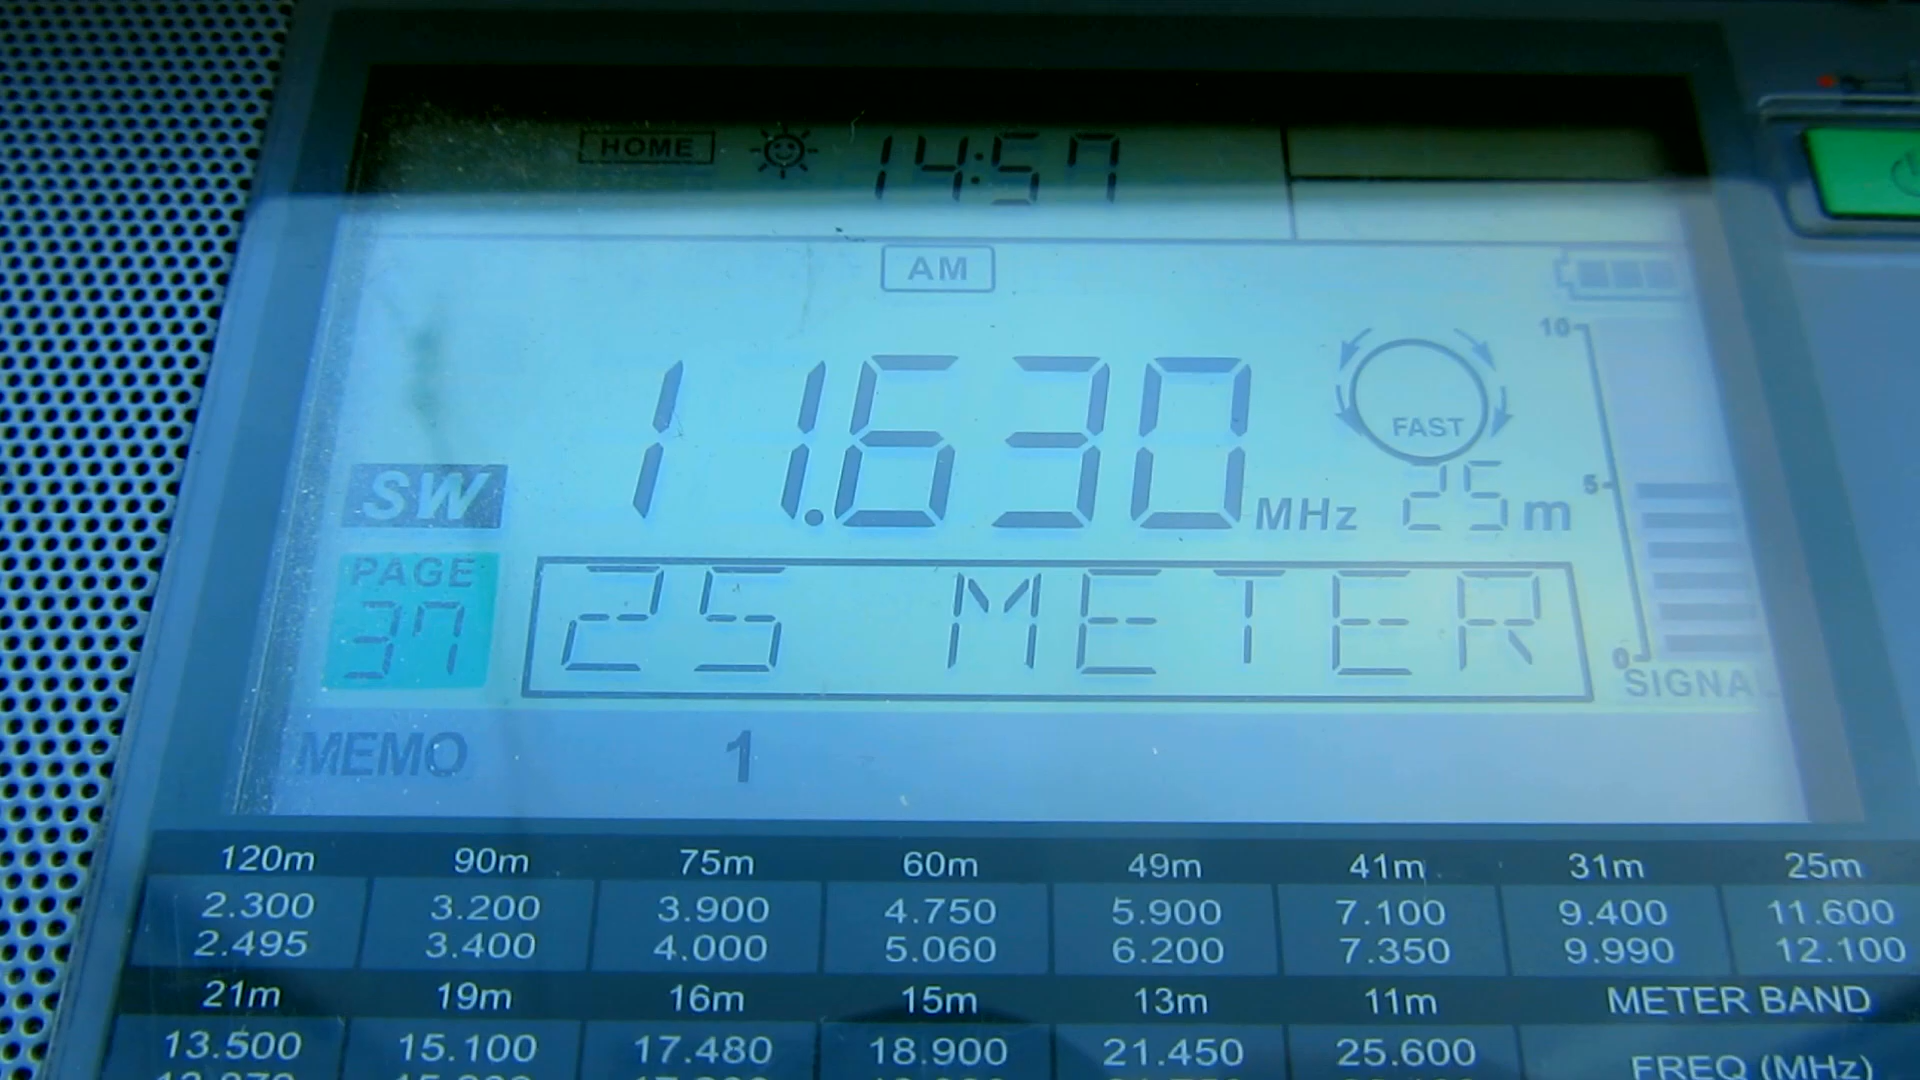 HOME 14:57
AM
11.630 MHz
FAST
25 m
10
5
0
SIGNAL
SW
PAGE
37
25 METER
MEMO 1
120m 90m 75m 60m 49m 41m 31m 25m
2.300 3.200 3.900 4.750 5.900 7.100 9.400 11.600
2.495 3.400 4.000 5.060 6.200 7.350 9.990 12.100
21m 19m 16m 15m 13m 11m METER BAND
13.500 15.100 17.480 18.900 21.450 25.600 FREQ (MHz)